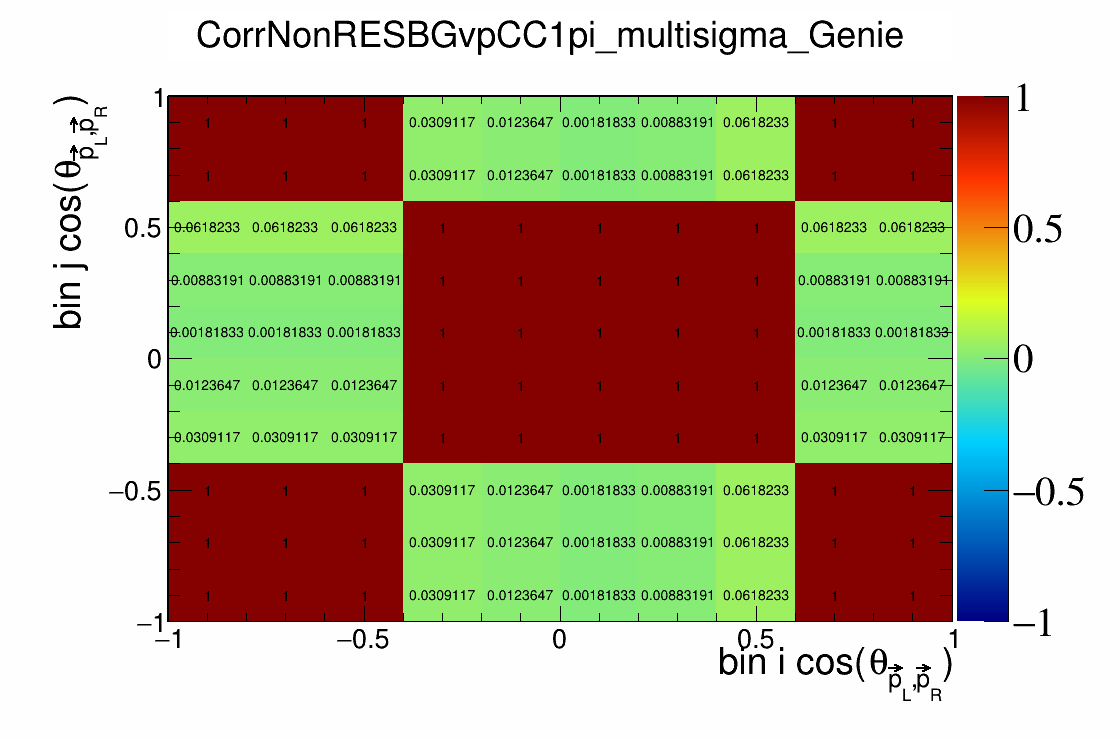 CorrNonRESBGvpCC1pi_multisigma_Genie
bin j cos(θ p⃗L,p⃗R)
1
0.5
0
−0.5
−1
1 1 1 0.0309117 0.0123647 0.00181833 0.00883191 0.0618233 1 1
1 1 1 0.0309117 0.0123647 0.00181833 0.00883191 0.0618233 1 1
0.0618233 0.0618233 0.0618233 1 1 1 1 1 0.0618233 0.0618233
0.00883191 0.00883191 0.00883191 1 1 1 1 1 0.00883191 0.00883191
0.00181833 0.00181833 0.00181833 1 1 1 1 1 0.00181833 0.00181833
0.0123647 0.0123647 0.0123647 1 1 1 1 1 0.0123647 0.0123647
0.0309117 0.0309117 0.0309117 1 1 1 1 1 0.0309117 0.0309117
1 1 1 0.0309117 0.0123647 0.00181833 0.00883191 0.0618233 1 1
1 1 1 0.0309117 0.0123647 0.00181833 0.00883191 0.0618233 1 1
1 1 1 0.0309117 0.0123647 0.00181833 0.00883191 0.0618233 1 1
−1 −0.5 0 0.5 1
bin i cos(θ p⃗L,p⃗R)
1
0.5
0
−0.5
−1